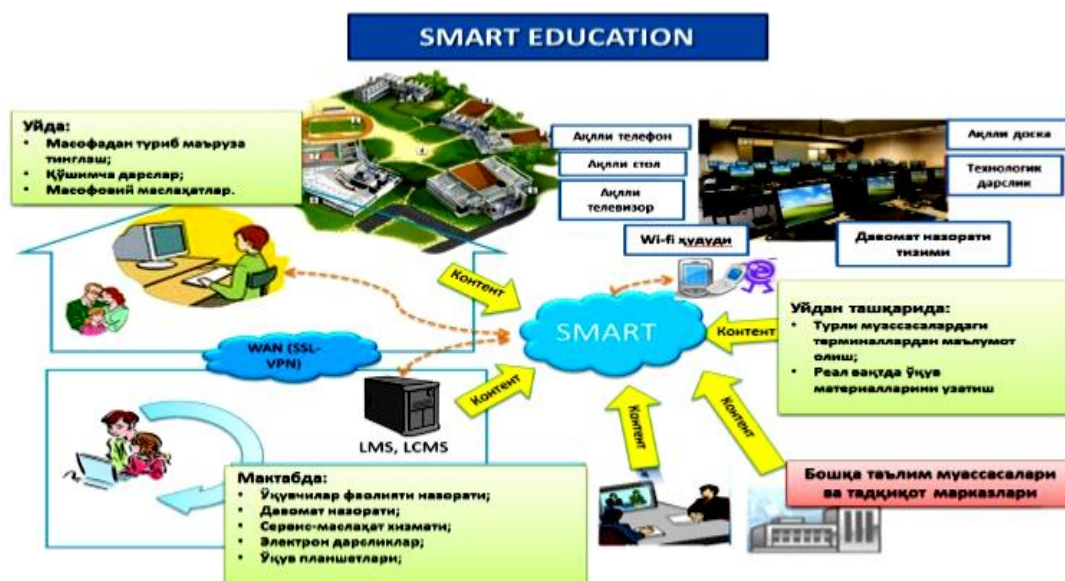 SMART EDUCATION
Уйда:
• Масофадан туриб маъруза
тинглаш;
• Қўшимча дарслар;
• Масофовий маслаҳатлар.
Ақлли телефон
Ақлли стол
Ақлли
телевизор
Wi-fi ҳудуди
Ақлли доска
Технологик
дарслик
Давомат назорати
тизими
Контент
SMART
WAN (SSL-
VPN)
Контент
Уйдан ташқарида:
• Турли муассасалардаги
терминаллардан маълумот
олиш;
• Реал вақтда ўқув
материалларини узатиш
Контент
LMS, LCMS
Контент
Контент
Мактабда:
• Ўқувчилар фаолияти назорати;
• Давомат назорати;
• Сервис-маслаҳат хизмати;
• Электрон дарсликлар;
• Ўқув планшетлари;
Бошқа таълим муассасалари
ва тадқиқот марказлари